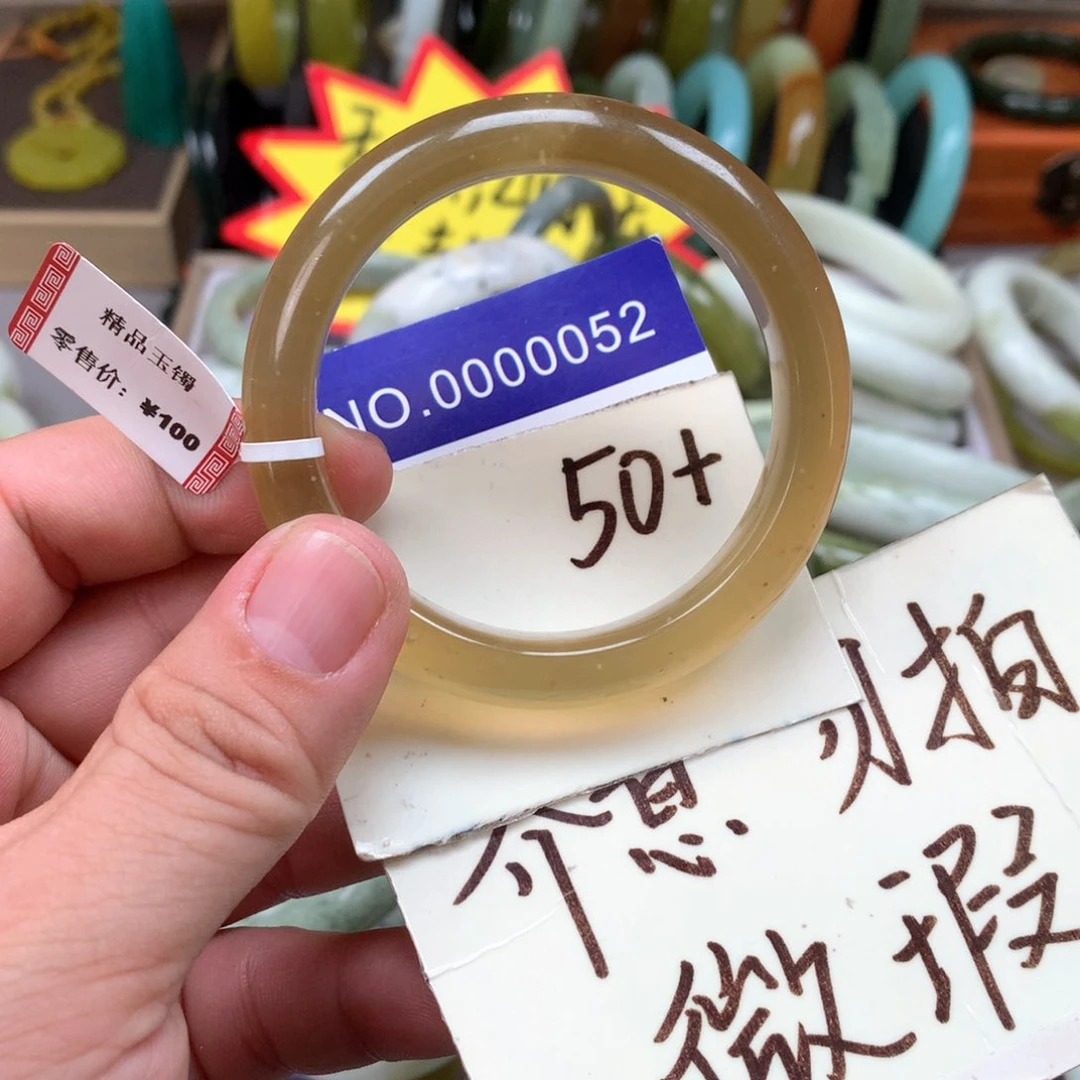 精品玉镯
零售价：¥100
NO.0000052
50+
介意 勿拍
微瑕